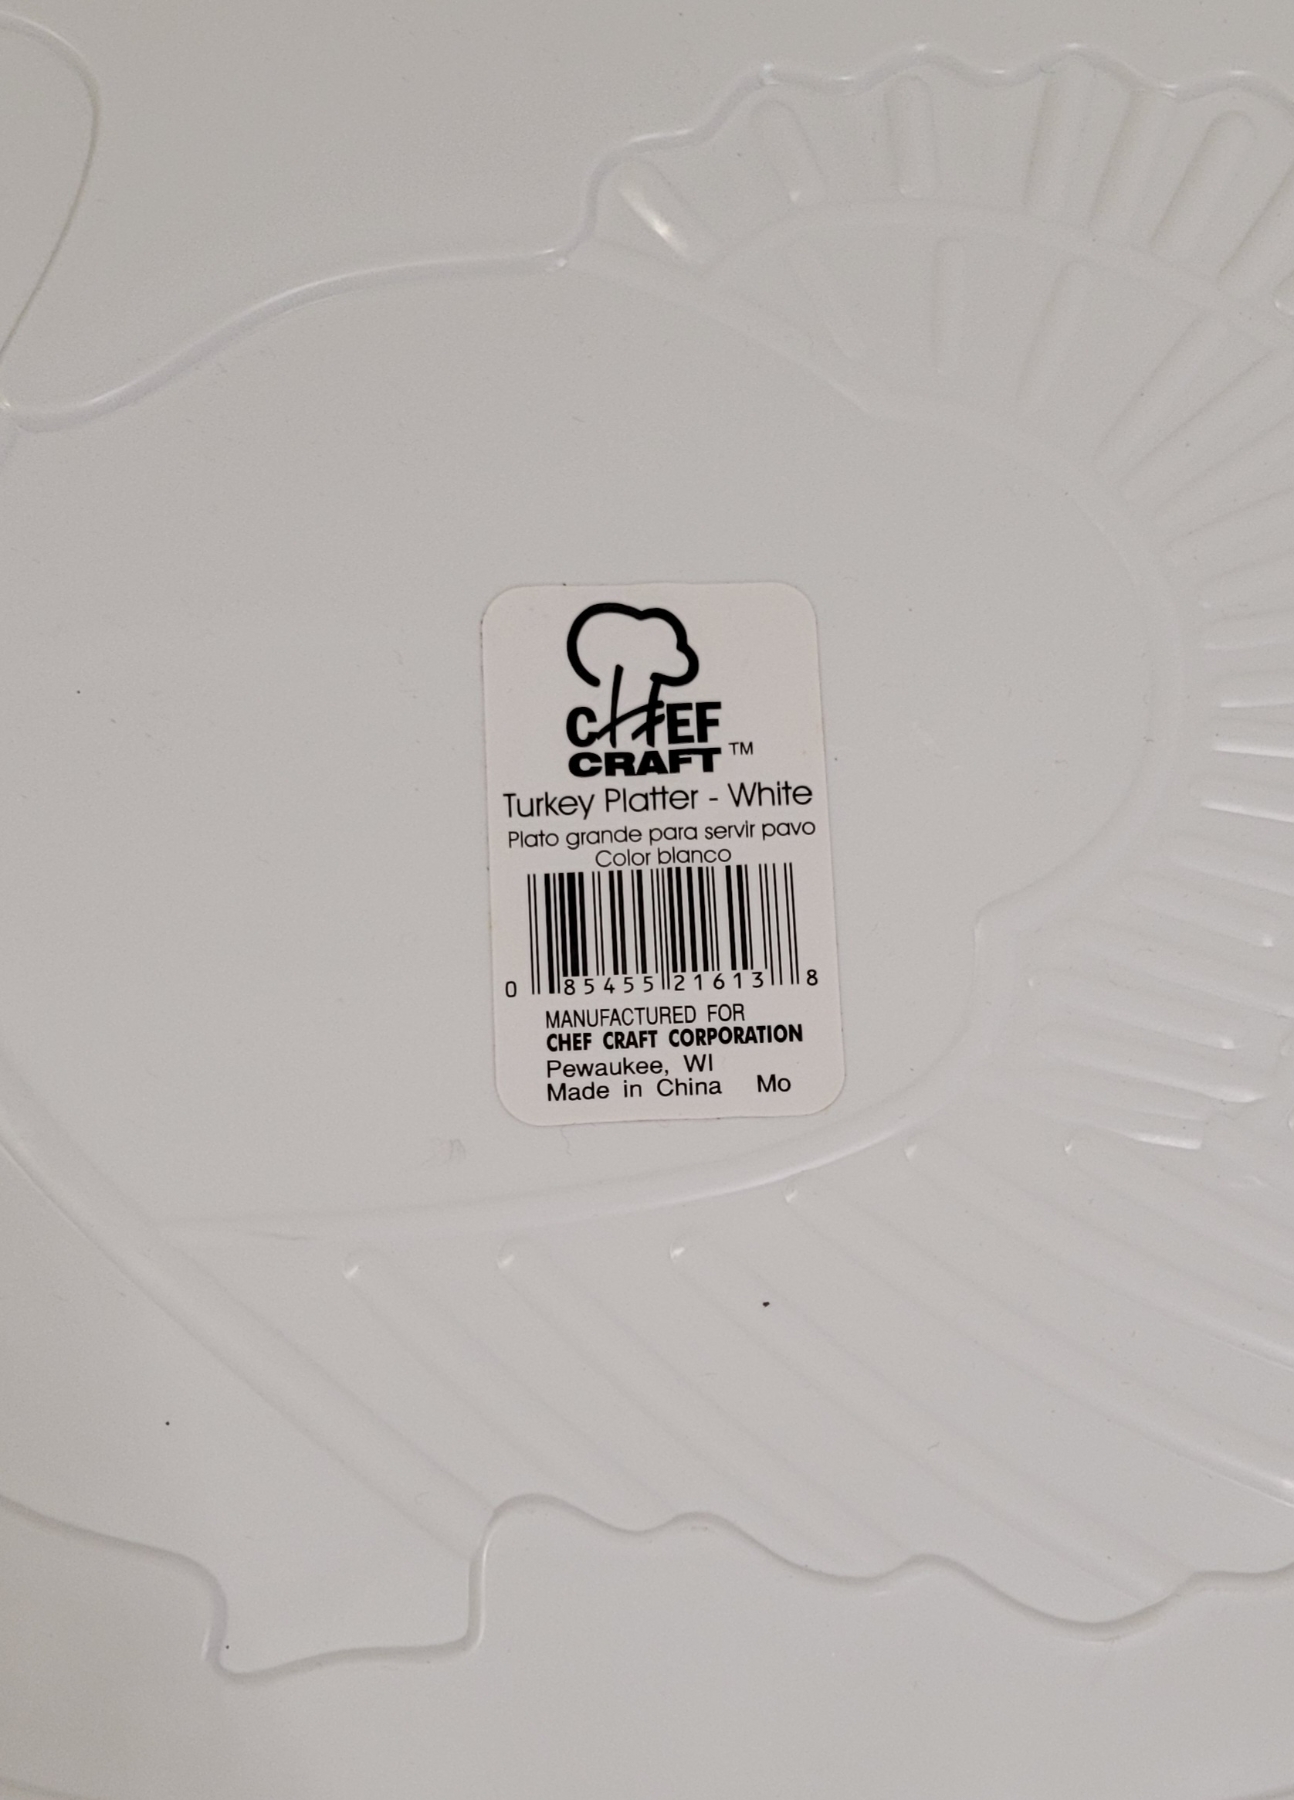 CHEF
CRAFT™
Turkey Platter - White
Plato grande para servir pavo
Color blanco
0 85455 21613 8
MANUFACTURED FOR
CHEF CRAFT CORPORATION
Pewaukee, WI
Made in China Mo